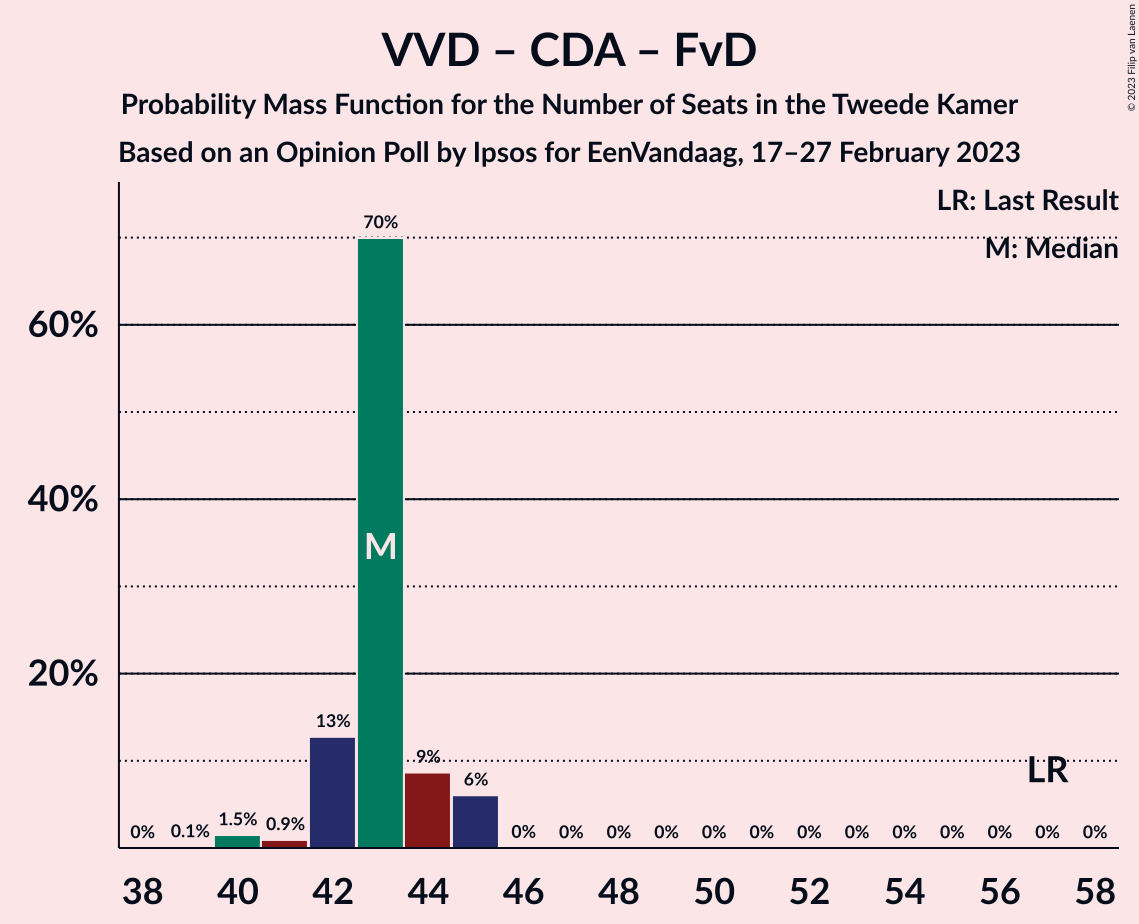 VVD – CDA – FvD
Probability Mass Function for the Number of Seats in the Tweede Kamer
Based on an Opinion Poll by Ipsos for EenVandaag, 17–27 February 2023
© 2023 Filip van Laenen
LR: Last Result
M: Median
60%
40%
20%
0% 0.1% 1.5% 0.9% 13% 70% 9% 6% 0% 0% 0% 0% 0% 0% 0% 0% 0% 0% 0% 0% 0%
M
LR
38 40 42 44 46 48 50 52 54 56 58